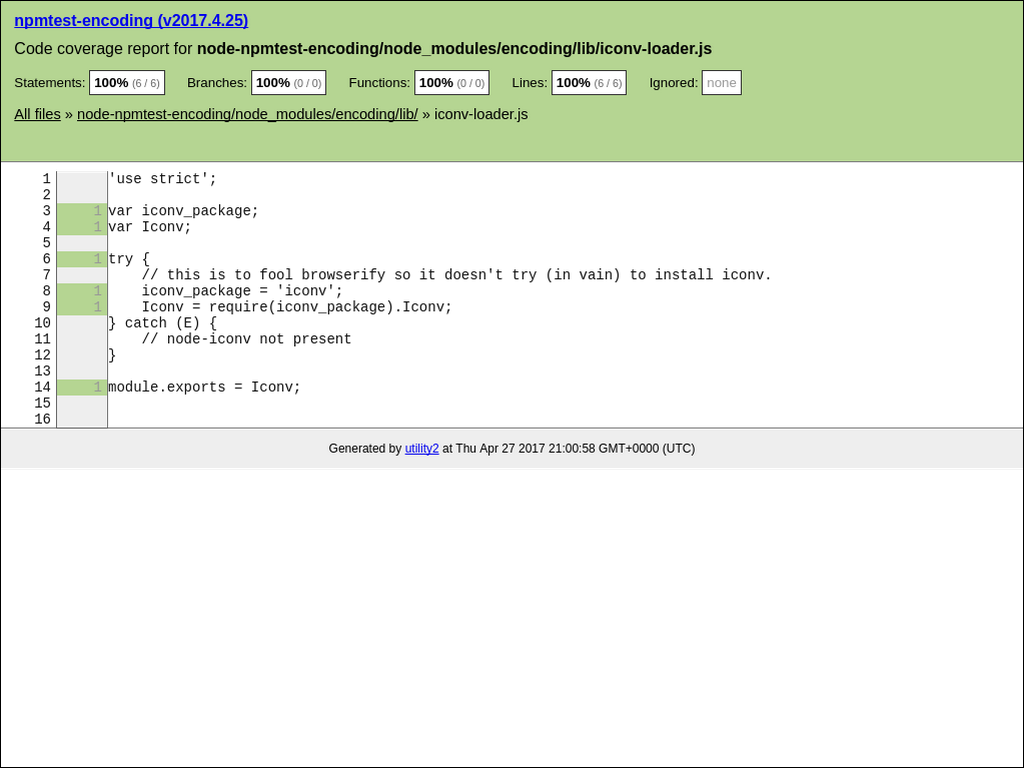 npmtest-encoding (v2017.4.25)
Code coverage report for node-npmtest-encoding/node_modules/encoding/lib/iconv-loader.js
Statements: 100% (6 / 6) Branches: 100% (0 / 0) Functions: 100% (0 / 0) Lines: 100% (6 / 6) Ignored: none
All files » node-npmtest-encoding/node_modules/encoding/lib/ » iconv-loader.js
1 'use strict';
2
3 1 var iconv_package;
4 1 var Iconv;
5
6 1 try {
7     // this is to fool browserify so it doesn't try (in vain) to install iconv.
8 1     iconv_package = 'iconv';
9 1     Iconv = require(iconv_package).Iconv;
10 } catch (E) {
11     // node-iconv not present
12 }
13
14 1 module.exports = Iconv;
15
16
Generated by utility2 at Thu Apr 27 2017 21:00:58 GMT+0000 (UTC)